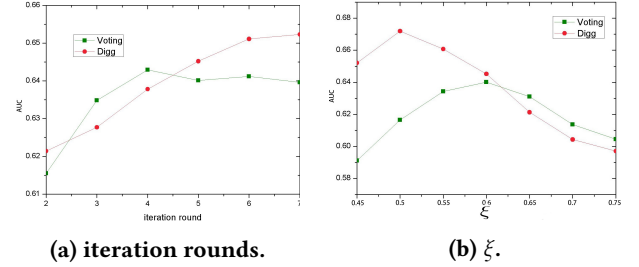 0.66
0.65
0.64
0.63
0.62
0.61
AUC
Voting
Digg
2 3 4 5 6 7
iteration round
(a) iteration rounds.
0.68
0.66
0.64
0.62
0.60
0.58
AUC
Voting
Digg
0.45 0.5 0.55 0.6 0.65 0.7 0.75
ξ
(b) ξ.